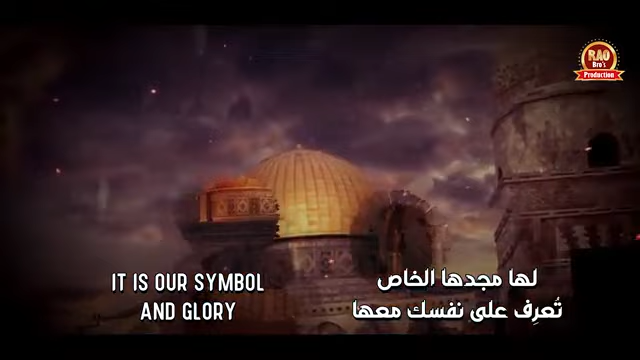 RAO
Bro's
Production
IT IS OUR SYMBOL
AND GLORY
لها مجدها الخاص
تُعرِف على نفسك معها